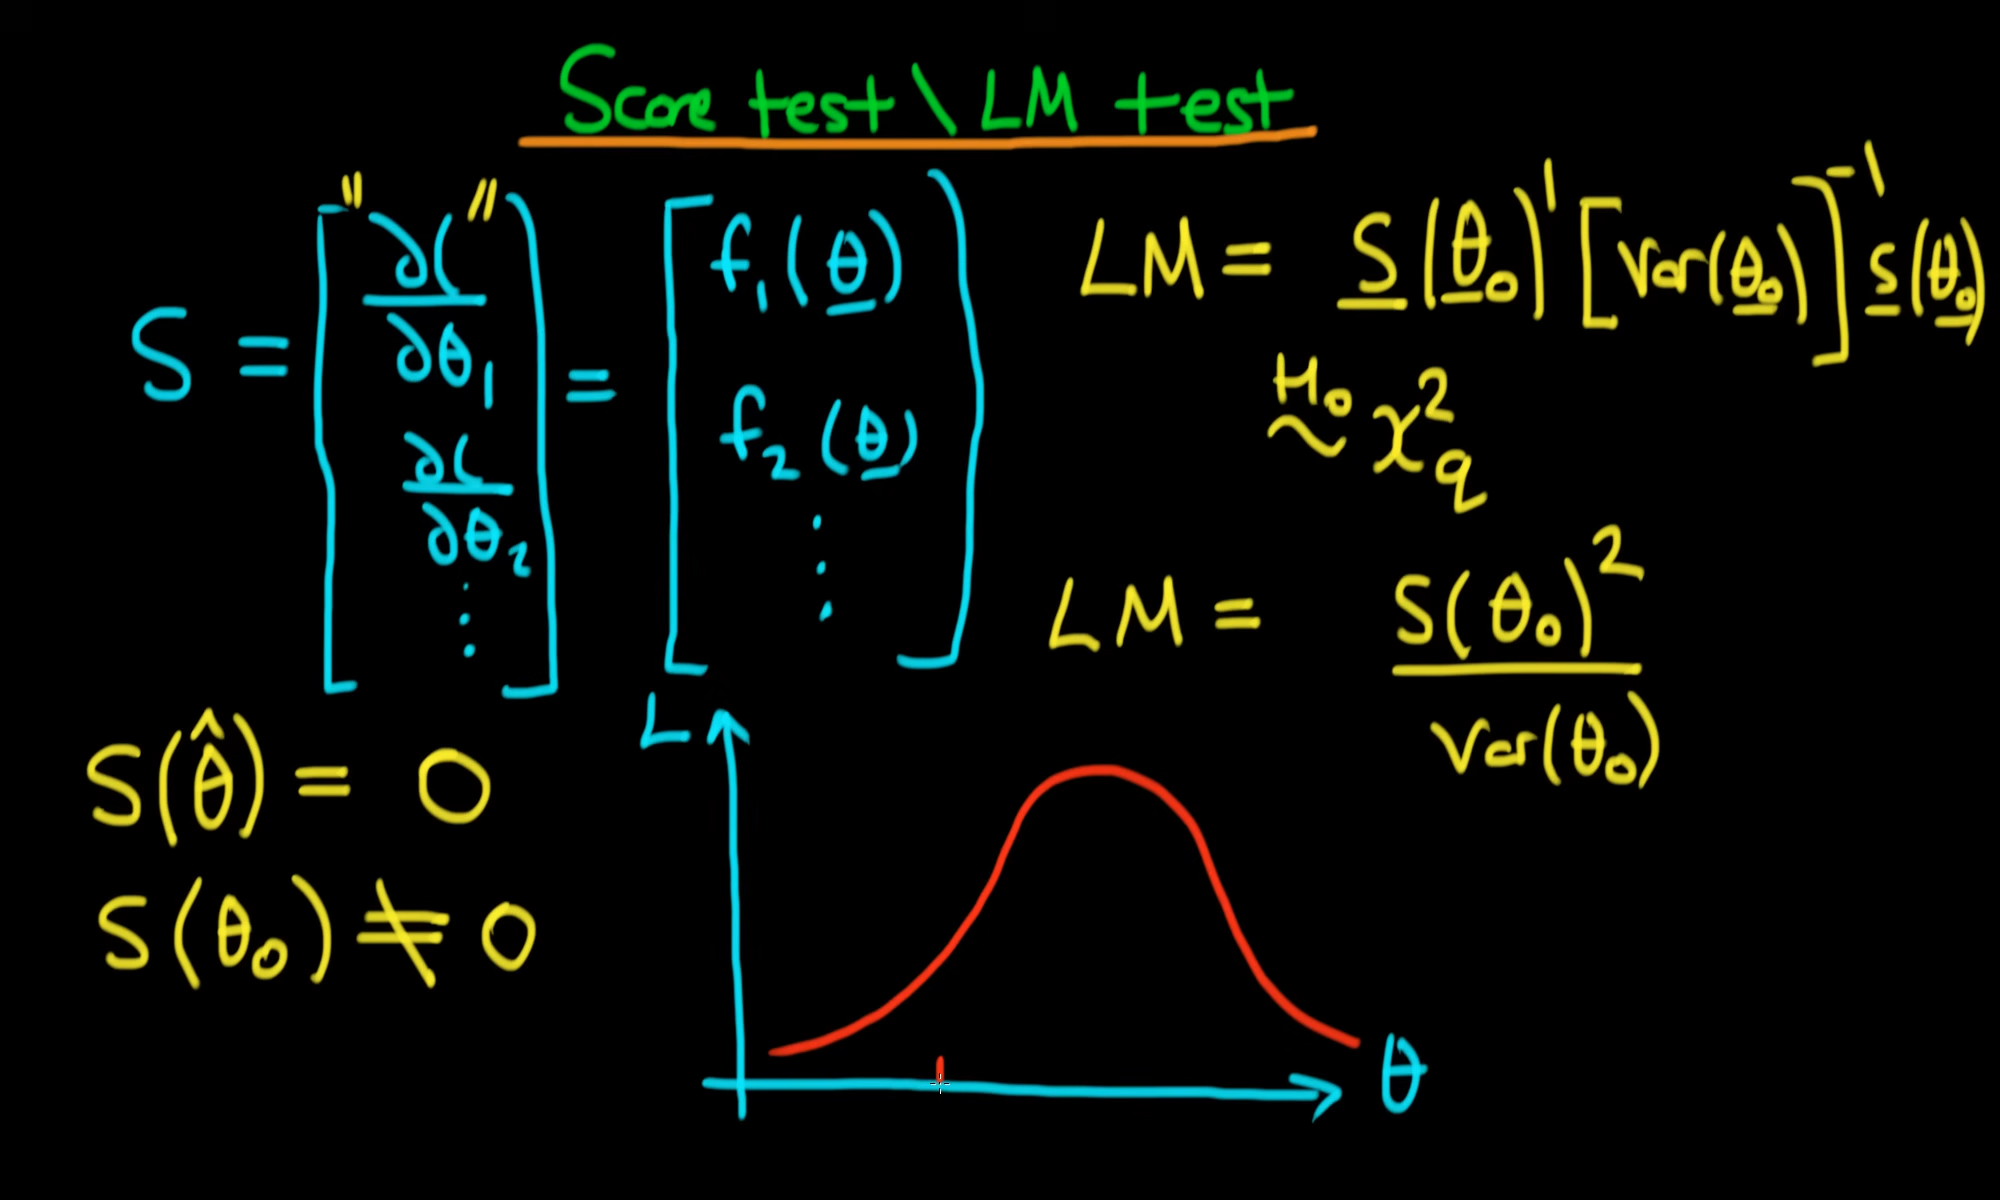 Score test \ LM test
S = [ "∂l" / ∂θ₁ ∂l / ∂θ₂ ⋮ ] = [ f₁(θ) f₂(θ) ⋮ ]
LM = S(θ₀)' [Var(θ₀)]⁻¹ S(θ₀)
H₀ ~ χ²q
LM = S(θ₀)² / Var(θ₀)
S(θ̂) = 0
S(θ₀) ≠ 0
L
θ